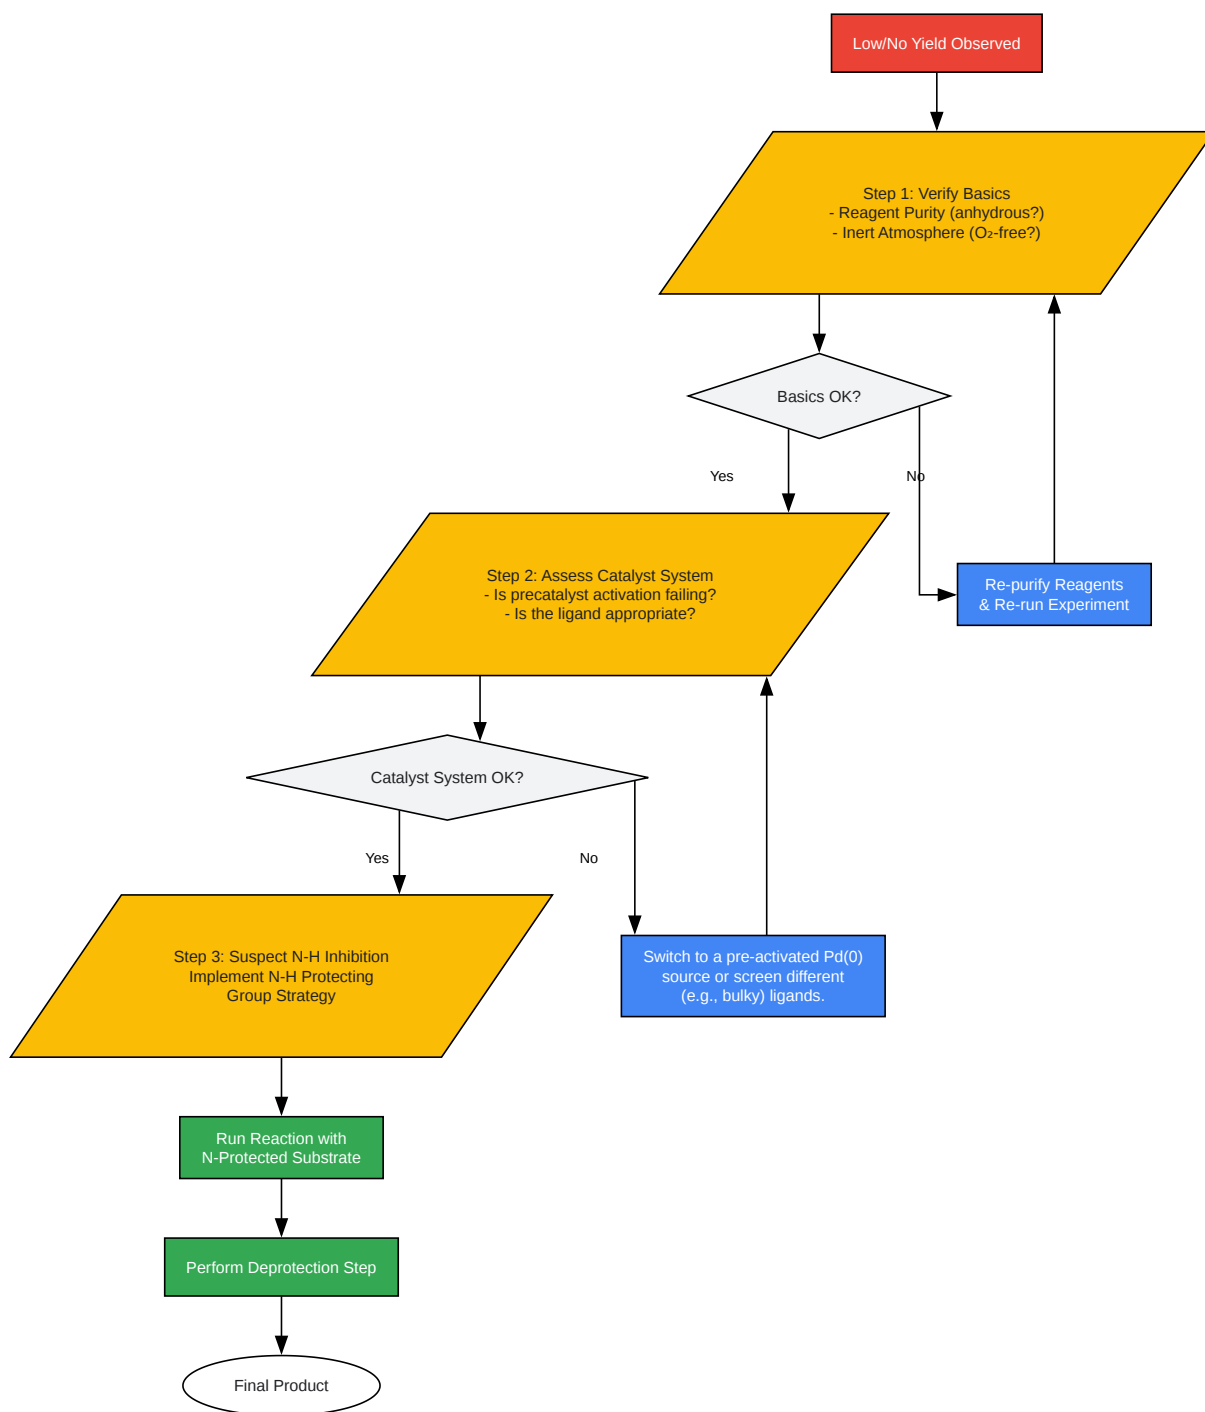 Low/No Yield Observed
Step 1: Verify Basics
- Reagent Purity (anhydrous?)
- Inert Atmosphere (O₂-free?)
Basics OK?
Yes
No
Step 2: Assess Catalyst System
- Is precatalyst activation failing?
- Is the ligand appropriate?
Re-purify Reagents
& Re-run Experiment
Catalyst System OK?
Yes
No
Step 3: Suspect N-H Inhibition
Implement N-H Protecting
Group Strategy
Switch to a pre-activated Pd(0)
source or screen different
(e.g., bulky) ligands.
Run Reaction with
N-Protected Substrate
Perform Deprotection Step
Final Product